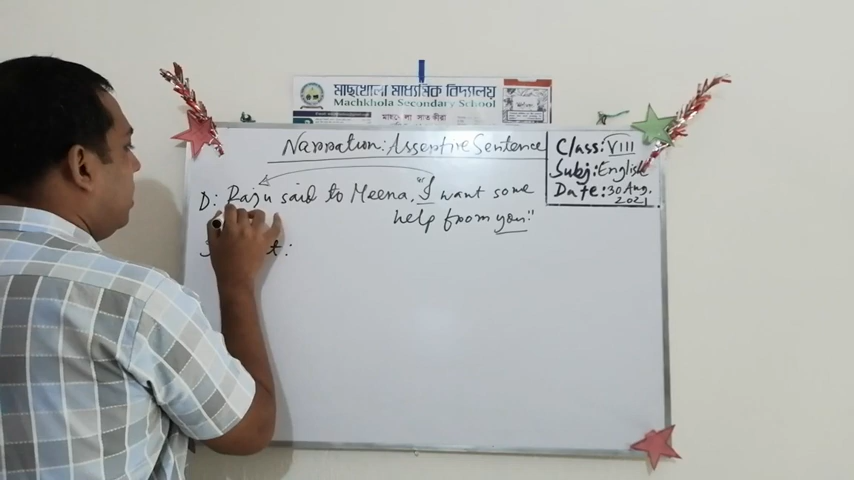 মাছখোলা মাধ্যমিক বিদ্যালয়
Machkhola Secondary School
Narration: Assertive Sentence
Class: VIII
Subj: English
Date: 30 Aug. 2021
D: Raju said to Meena, "I want some
help from you."
t: